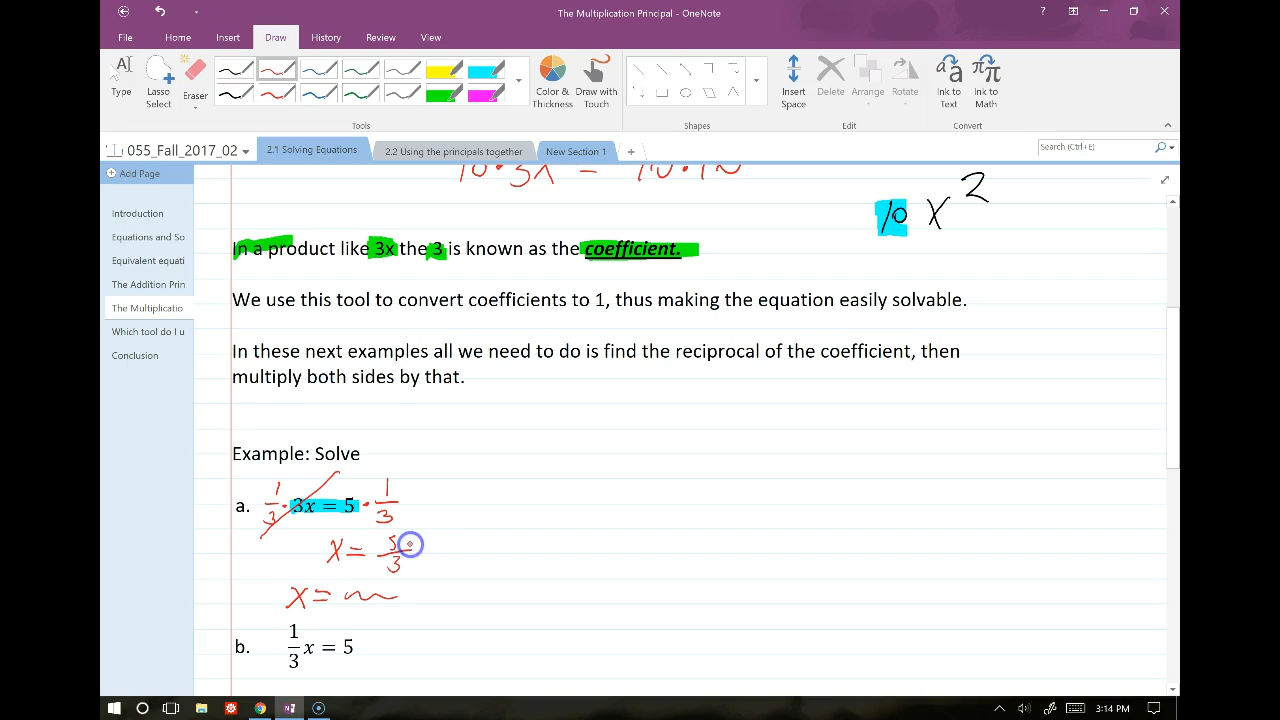 The Multiplication Principal - OneNote
?
File Home Insert Draw History Review View
Type
Lasso Select
Eraser
Color & Thickness
Draw with Touch
Insert Space
Delete
Arrange
Rotate
Ink to Text
Ink to Math
Tools
Shapes
Edit
Convert
055_Fall_2017_02
2.1 Solving Equations
2.2 Using the principals together
New Section 1
Search (Ctrl+E)
Add Page
Introduction
Equations and So
Equivalent equati
The Addition Prin
The Multiplicatio
Which tool do I u
Conclusion
10 x²
In a product like 3x the 3 is known as the coefficient.
We use this tool to convert coefficients to 1, thus making the equation easily solvable.
In these next examples all we need to do is find the reciprocal of the coefficient, then
multiply both sides by that.
Example: Solve
a. 1/3 · 3x = 5 · 1/3
x = 5/3
x =
b. 1/3 x = 5
3:14 PM